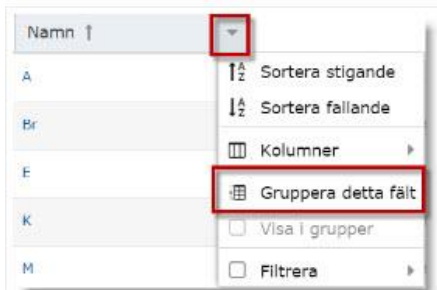 Namn ↑
A
Br
E
K
M
Sortera stigande
Sortera fallande
Kolumner
Gruppera detta fält
Visa i grupper
Filtrera